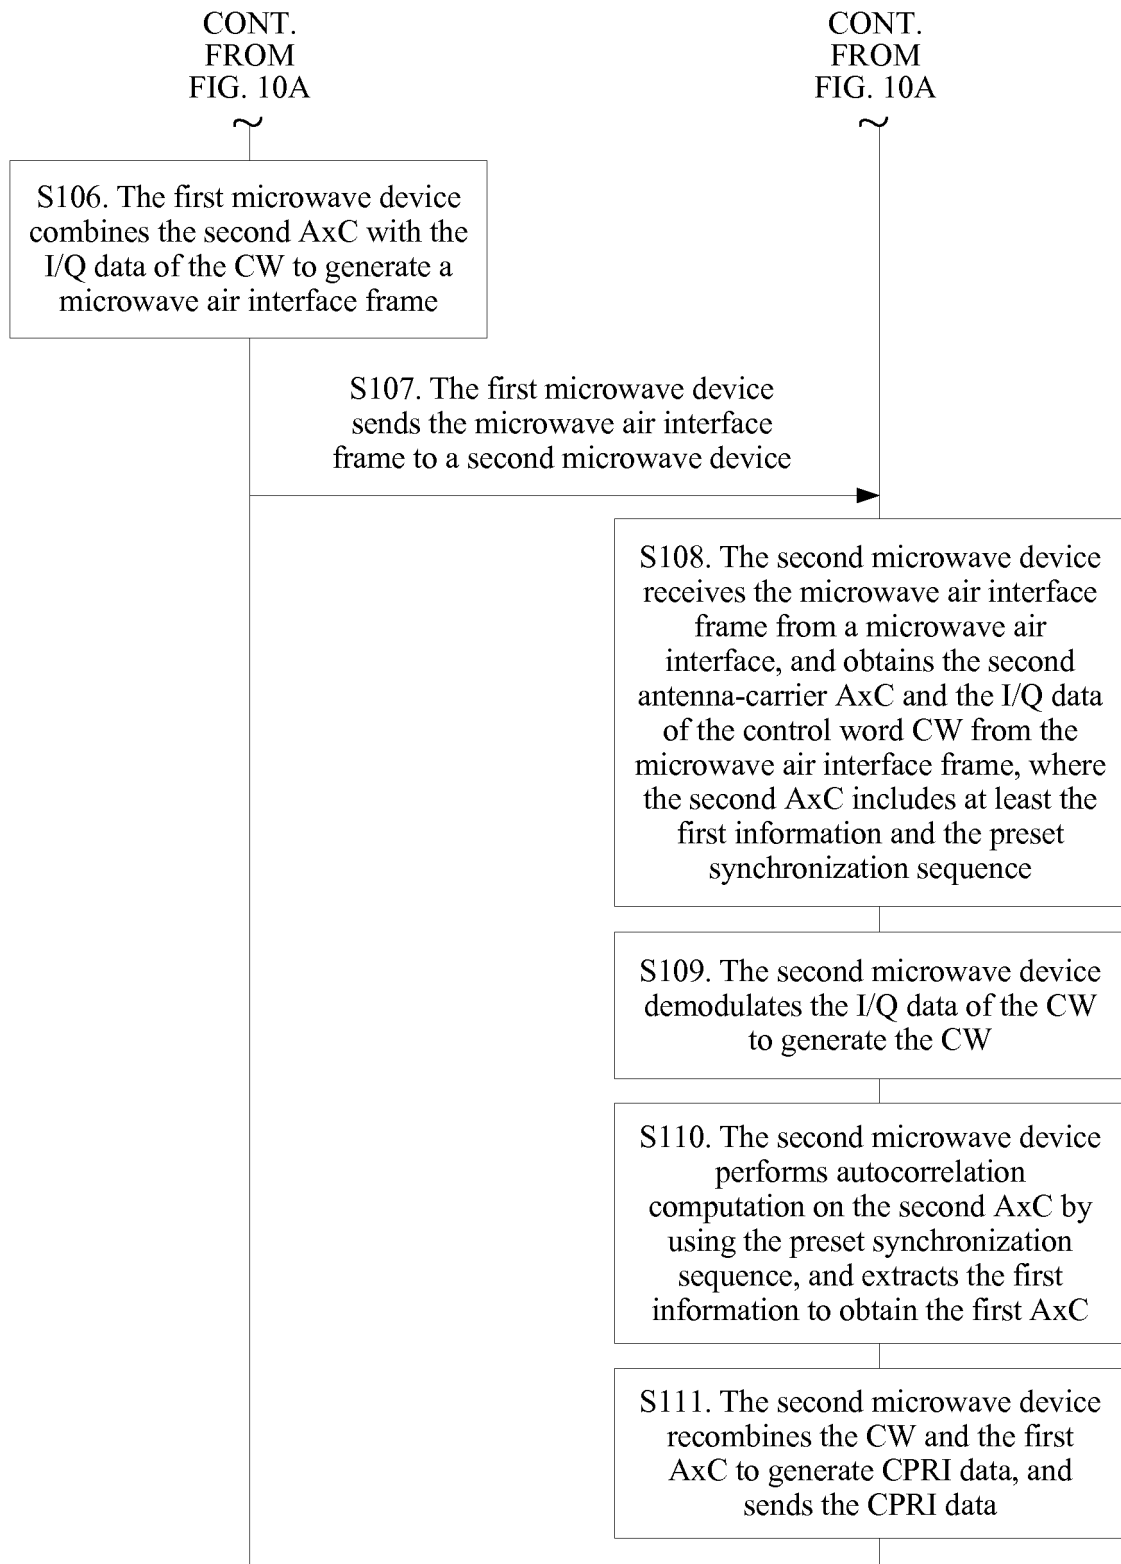 CONT.
FROM
FIG. 10A
CONT.
FROM
FIG. 10A
S106. The first microwave device
combines the second AxC with the
I/Q data of the CW to generate a
microwave air interface frame
S107. The first microwave device
sends the microwave air interface
frame to a second microwave device
S108. The second microwave device
receives the microwave air interface
frame from a microwave air
interface, and obtains the second
antenna-carrier AxC and the I/Q data
of the control word CW from the
microwave air interface frame, where
the second AxC includes at least the
first information and the preset
synchronization sequence
S109. The second microwave device
demodulates the I/Q data of the CW
to generate the CW
S110. The second microwave device
performs autocorrelation
computation on the second AxC by
using the preset synchronization
sequence, and extracts the first
information to obtain the first AxC
S111. The second microwave device
recombines the CW and the first
AxC to generate CPRI data, and
sends the CPRI data